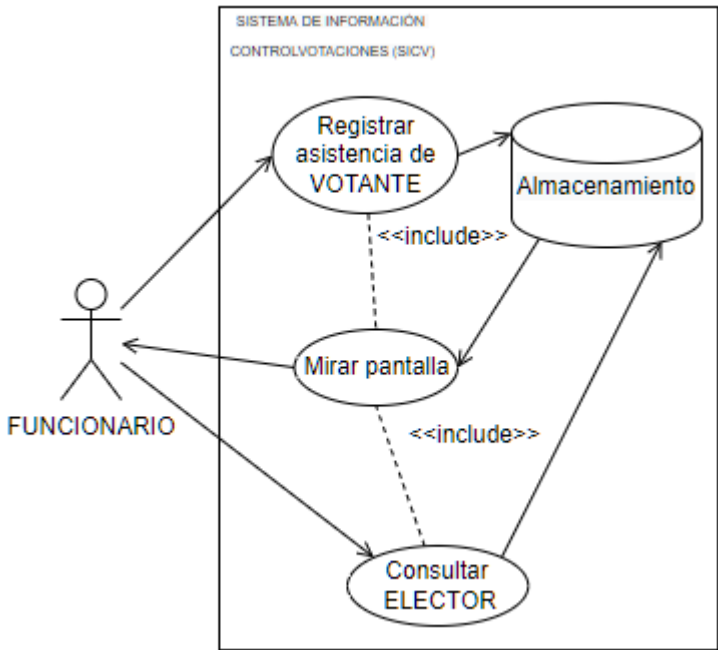 SISTEMA DE INFORMACIÓN
CONTROLVOTACIONES (SICV)
Registrar
asistencia de
VOTANTE
Almacenamiento
<<include>>
Mirar pantalla
FUNCIONARIO
<<include>>
Consultar
ELECTOR